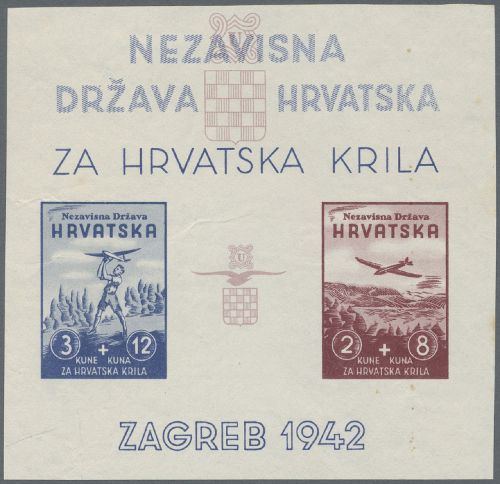 U
NEZAVISNA
DRŽAVA HRVATSKA
ZA HRVATSKA KRILA
Nezavisna Država
HRVATSKA
3 + 12
KUNE KUNA
ZA HRVATSKA KRILA
U
Nezavisna Država
HRVATSKA
2 + 8
KUNE KUNA
ZA HRVATSKA KRILA
ZAGREB 1942